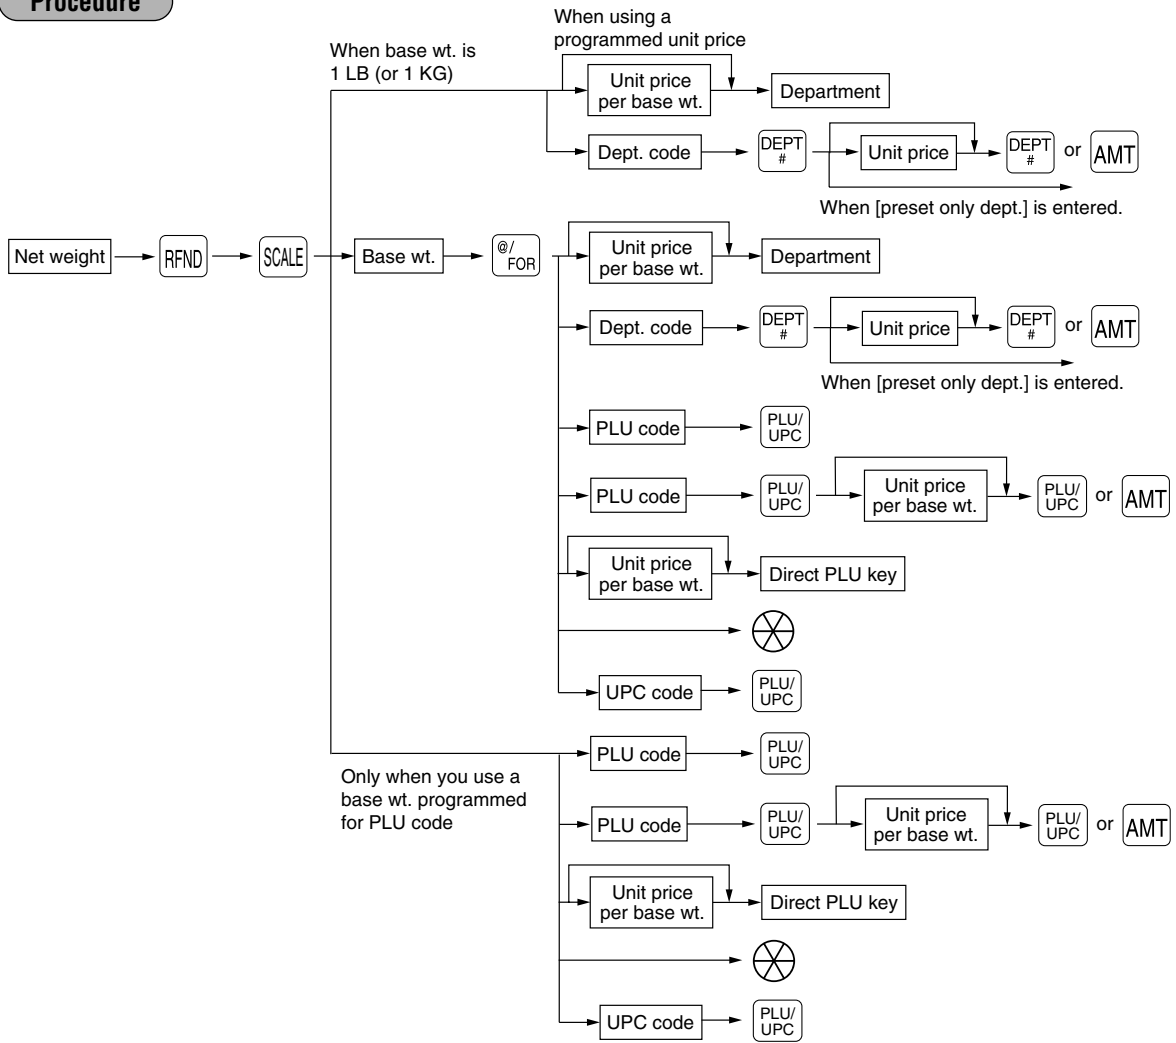 Procedure
When using a
programmed unit price
When base wt. is
1 LB (or 1 KG)
Unit price
per base wt.
Department
Dept. code
DEPT
#
Unit price
DEPT
#
or
AMT
When [preset only dept.] is entered.
Net weight
RFND
SCALE
Base wt.
@/
FOR
Unit price
per base wt.
Department
Dept. code
DEPT
#
Unit price
DEPT
#
or
AMT
When [preset only dept.] is entered.
PLU code
PLU/
UPC
PLU code
PLU/
UPC
Unit price
per base wt.
PLU/
UPC
or
AMT
Unit price
per base wt.
Direct PLU key
UPC code
PLU/
UPC
PLU code
PLU/
UPC
Only when you use a
base wt. programmed
for PLU code
PLU code
PLU/
UPC
Unit price
per base wt.
PLU/
UPC
or
AMT
Unit price
per base wt.
Direct PLU key
UPC code
PLU/
UPC